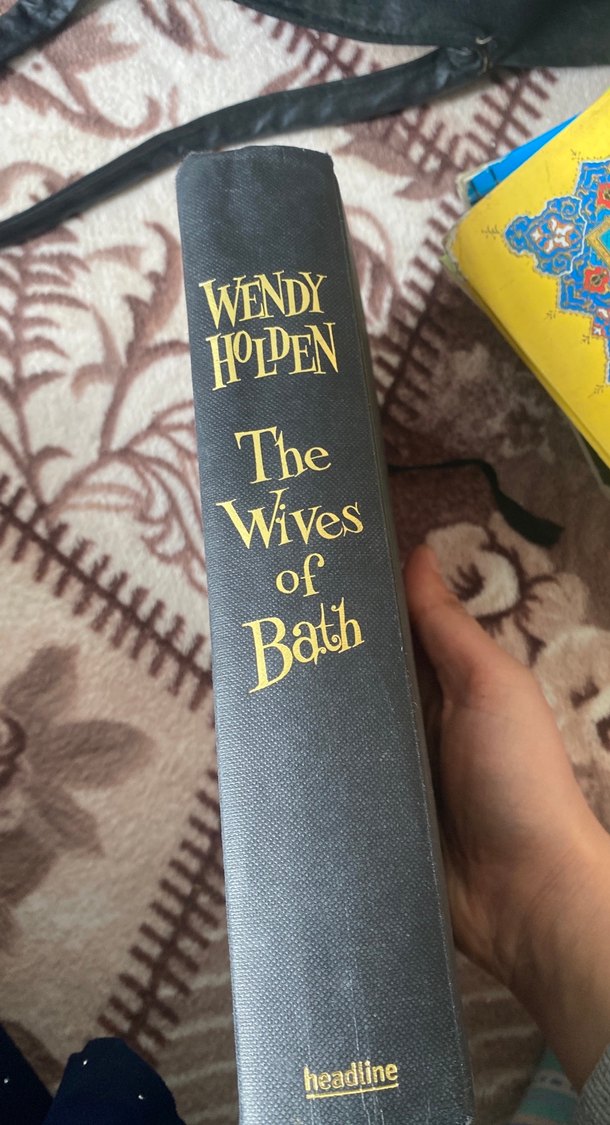 WENDY
HOLDEN
The
Wives
of
Bath
headline